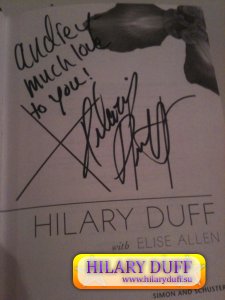 andrey
much love
to you!
Hilary
Duff
HILARY DUFF
with ELISE ALLEN
HILARY DUFF
www.hilaryduff.su
SIMON AND SCHUSTER